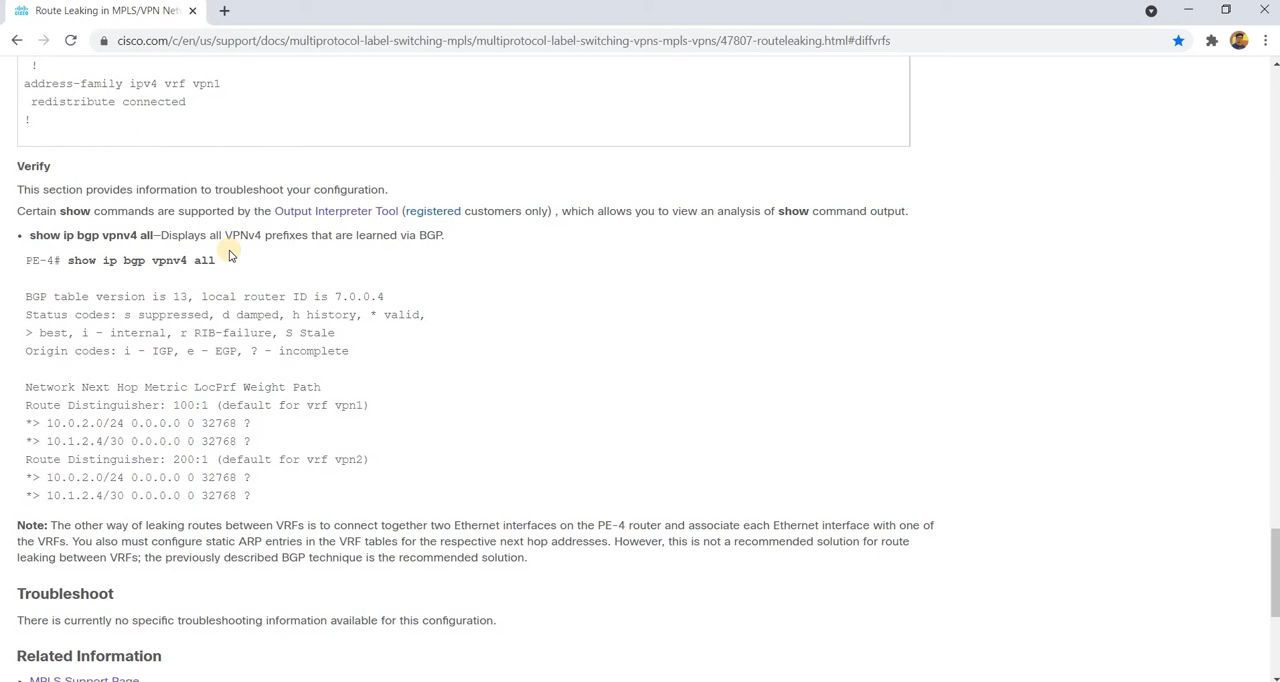 Route Leaking in MPLS/VPN Net
cisco.com/c/en/us/support/docs/multiprotocol-label-switching-mpls/multiprotocol-label-switching-vpns-mpls-vpns/47807-routeleaking.html#diffvrfs
!
address-family ipv4 vrf vpn1
redistribute connected
!
Verify
This section provides information to troubleshoot your configuration.
Certain show commands are supported by the Output Interpreter Tool (registered customers only) , which allows you to view an analysis of show command output.
• show ip bgp vpnv4 all—Displays all VPNv4 prefixes that are learned via BGP.
PE-4# show ip bgp vpnv4 all
BGP table version is 13, local router ID is 7.0.0.4
Status codes: s suppressed, d damped, h history, * valid,
> best, i - internal, r RIB-failure, S Stale
Origin codes: i - IGP, e - EGP, ? - incomplete
Network Next Hop Metric LocPrf Weight Path
Route Distinguisher: 100:1 (default for vrf vpn1)
*> 10.0.2.0/24 0.0.0.0 0 32768 ?
*> 10.1.2.4/30 0.0.0.0 0 32768 ?
Route Distinguisher: 200:1 (default for vrf vpn2)
*> 10.0.2.0/24 0.0.0.0 0 32768 ?
*> 10.1.2.4/30 0.0.0.0 0 32768 ?
Note: The other way of leaking routes between VRFs is to connect together two Ethernet interfaces on the PE-4 router and associate each Ethernet interface with one of
the VRFs. You also must configure static ARP entries in the VRF tables for the respective next hop addresses. However, this is not a recommended solution for route
leaking between VRFs; the previously described BGP technique is the recommended solution.
Troubleshoot
There is currently no specific troubleshooting information available for this configuration.
Related Information
• MPLS Support Page